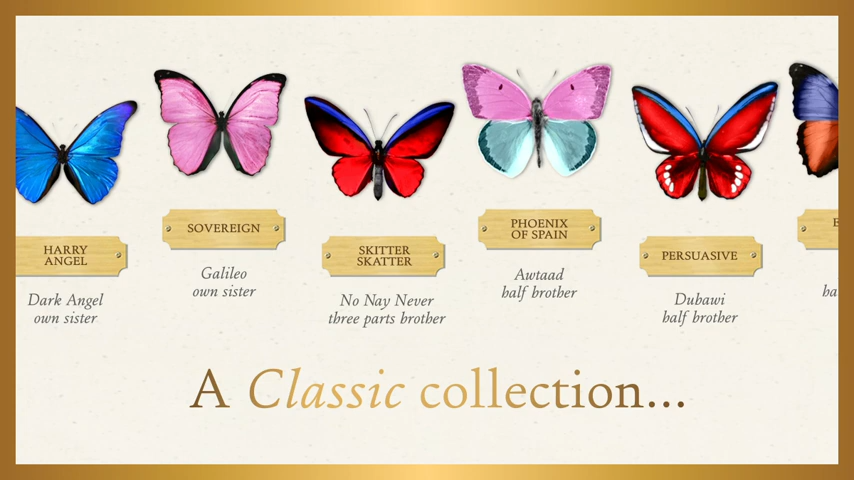 HARRY
ANGEL
Dark Angel
own sister
SOVEREIGN
Galileo
own sister
SKITTER
SKATTER
No Nay Never
three parts brother
PHOENIX
OF SPAIN
Awtaad
half brother
PERSUASIVE
Dubawi
half brother
A Classic collection...